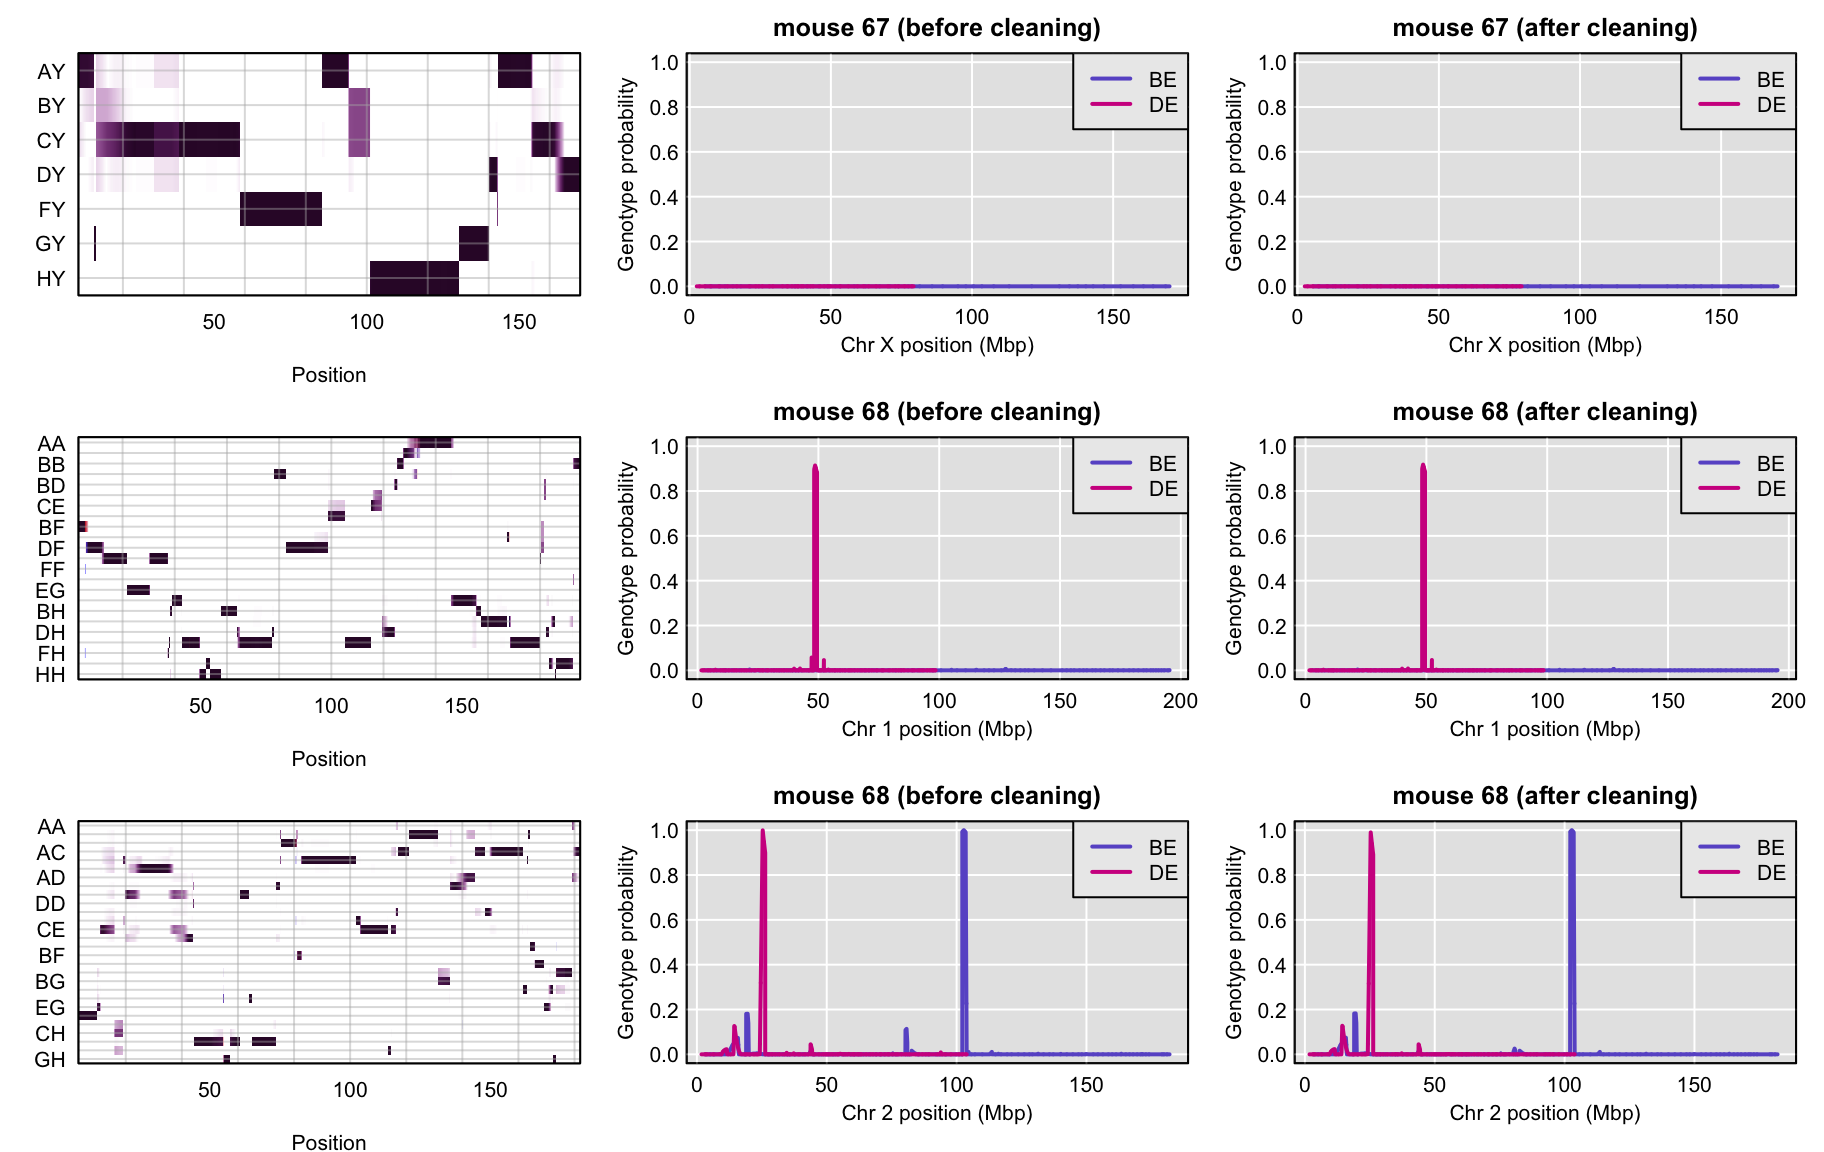 AY
BY
CY
DY
FY
GY
HY
50 100 150
Position
mouse 67 (before cleaning)
Genotype probability
1.0
0.8
0.6
0.4
0.2
0.0
BE
DE
0 50 100 150
Chr X position (Mbp)
mouse 67 (after cleaning)
Genotype probability
1.0
0.8
0.6
0.4
0.2
0.0
BE
DE
0 50 100 150
Chr X position (Mbp)
AA
BB
BD
CE
BF
DF
FF
EG
BH
DH
FH
HH
50 100 150
Position
mouse 68 (before cleaning)
Genotype probability
1.0
0.8
0.6
0.4
0.2
0.0
BE
DE
0 50 100 150 200
Chr 1 position (Mbp)
mouse 68 (after cleaning)
Genotype probability
1.0
0.8
0.6
0.4
0.2
0.0
BE
DE
0 50 100 150 200
Chr 1 position (Mbp)
AA
AC
AD
DD
CE
BF
BG
EG
CH
GH
50 100 150
Position
mouse 68 (before cleaning)
Genotype probability
1.0
0.8
0.6
0.4
0.2
0.0
BE
DE
0 50 100 150
Chr 2 position (Mbp)
mouse 68 (after cleaning)
Genotype probability
1.0
0.8
0.6
0.4
0.2
0.0
BE
DE
0 50 100 150
Chr 2 position (Mbp)